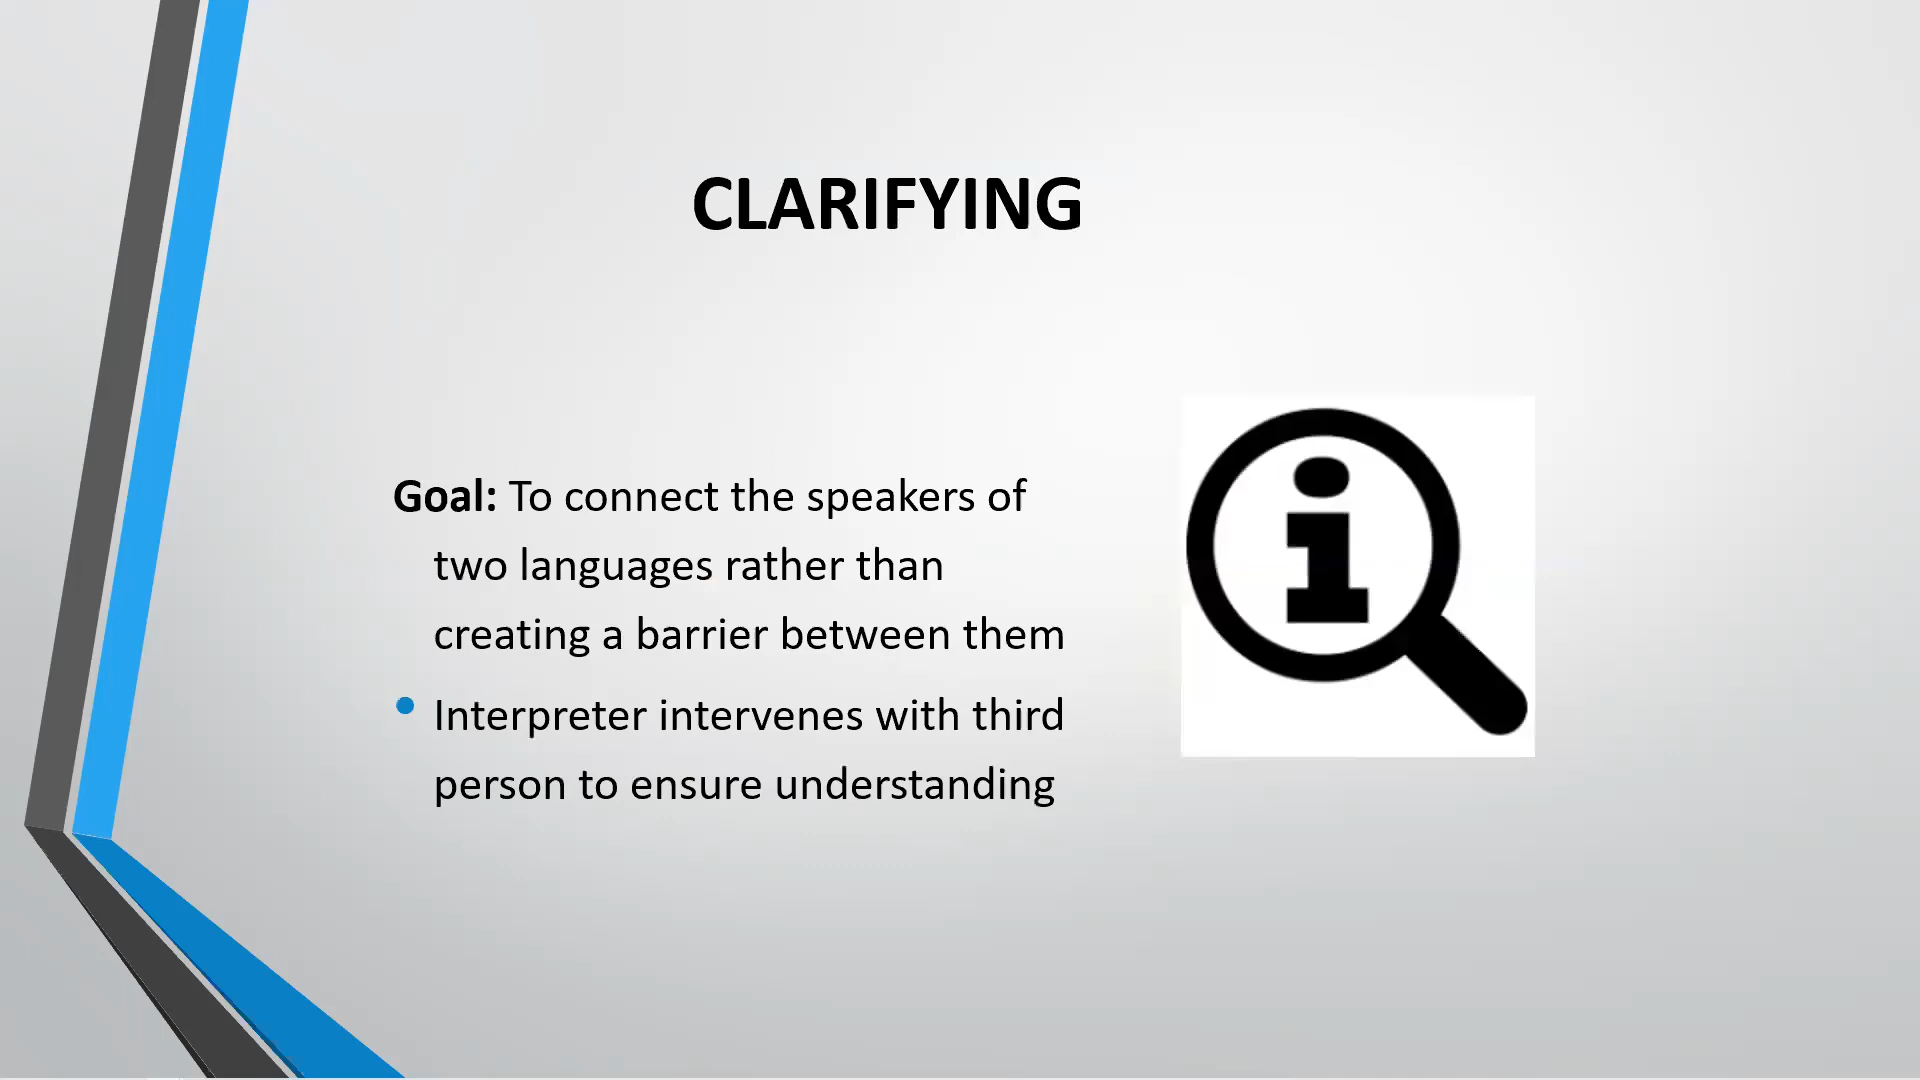 CLARIFYING
Goal: To connect the speakers of
two languages rather than
creating a barrier between them
• Interpreter intervenes with third
person to ensure understanding
i